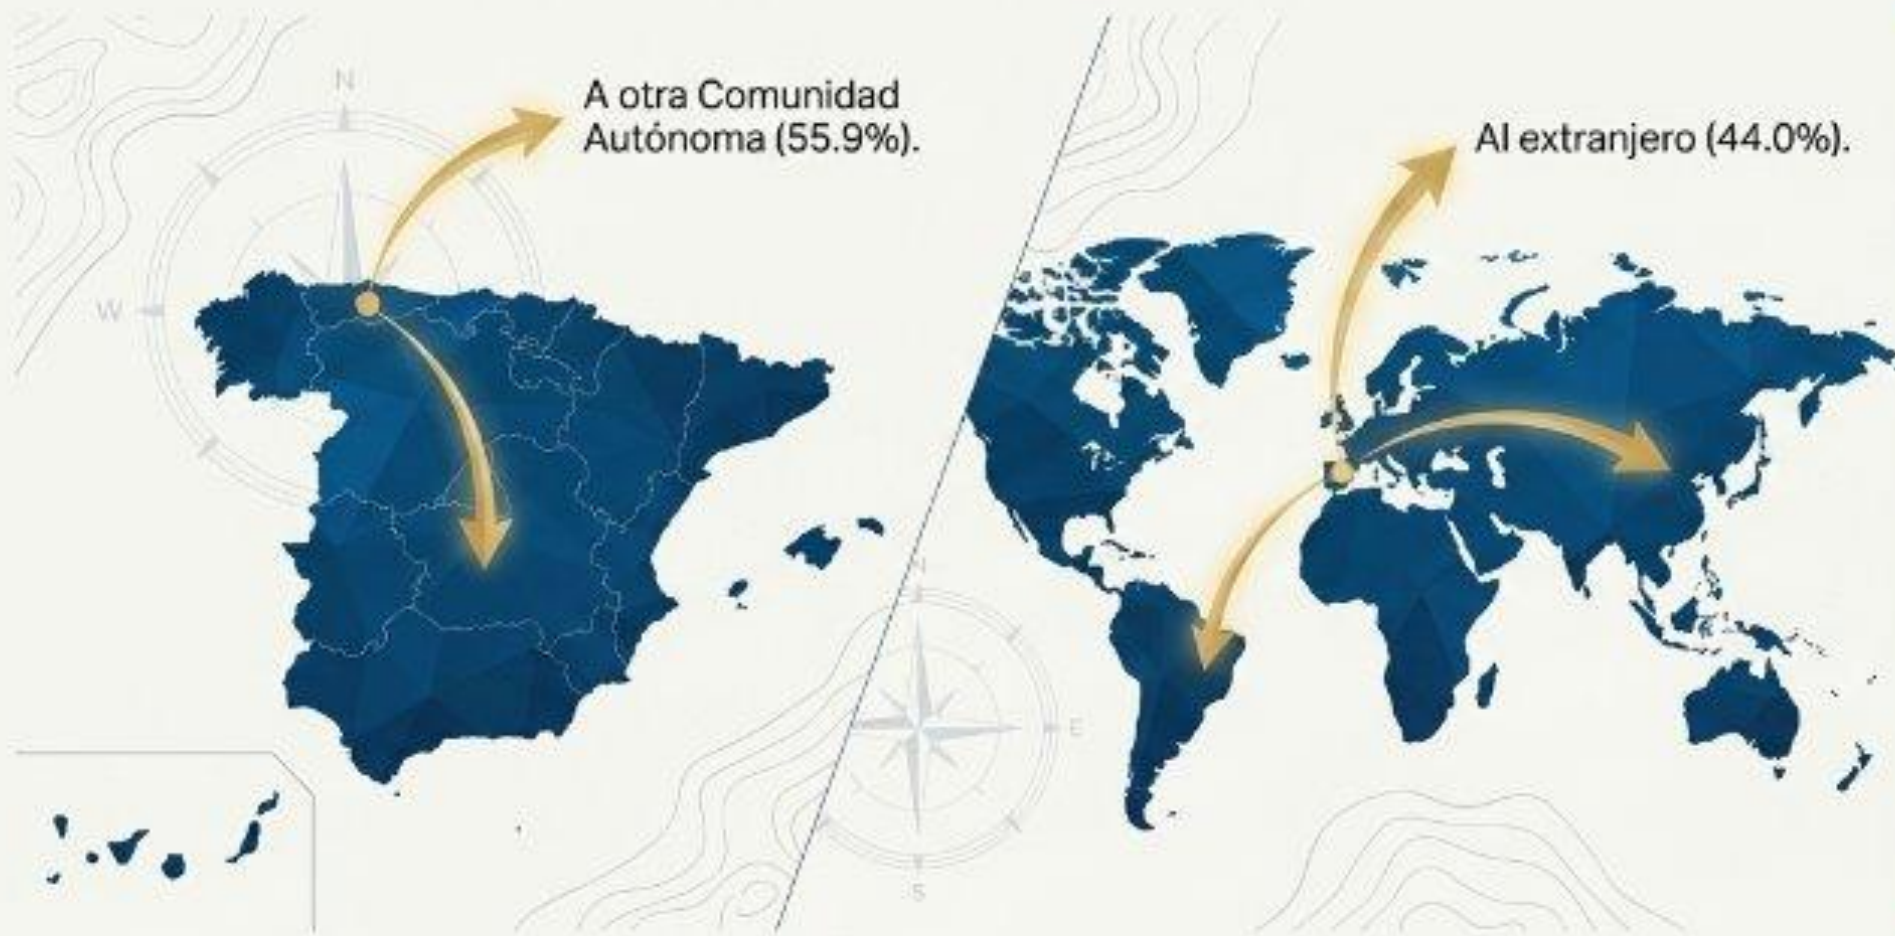 N
A otra Comunidad
Autónoma (55.9%).
W
Al extranjero (44.0%).
N
E
S